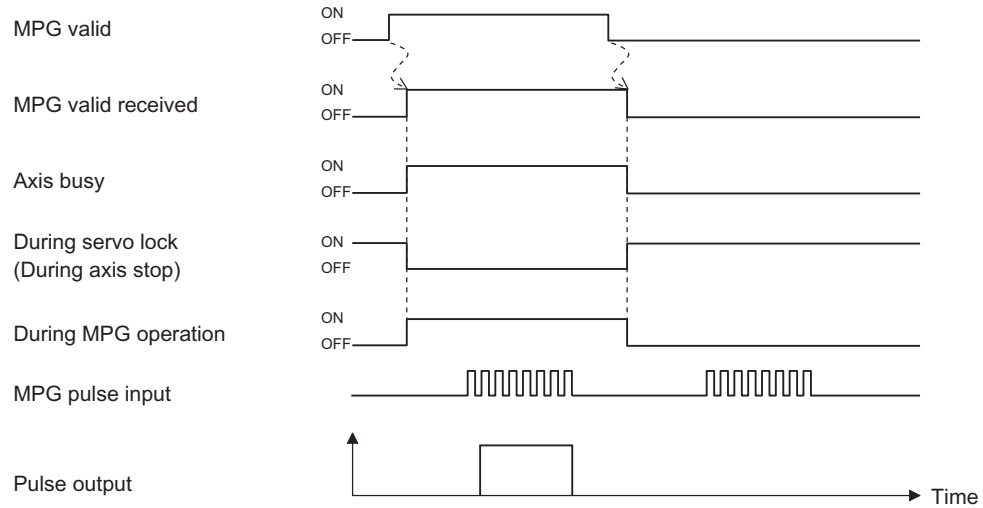 MPG valid
ON
OFF
MPG valid received
ON
OFF
Axis busy
ON
OFF
During servo lock
(During axis stop)
ON
OFF
During MPG operation
ON
OFF
MPG pulse input
Pulse output
Time